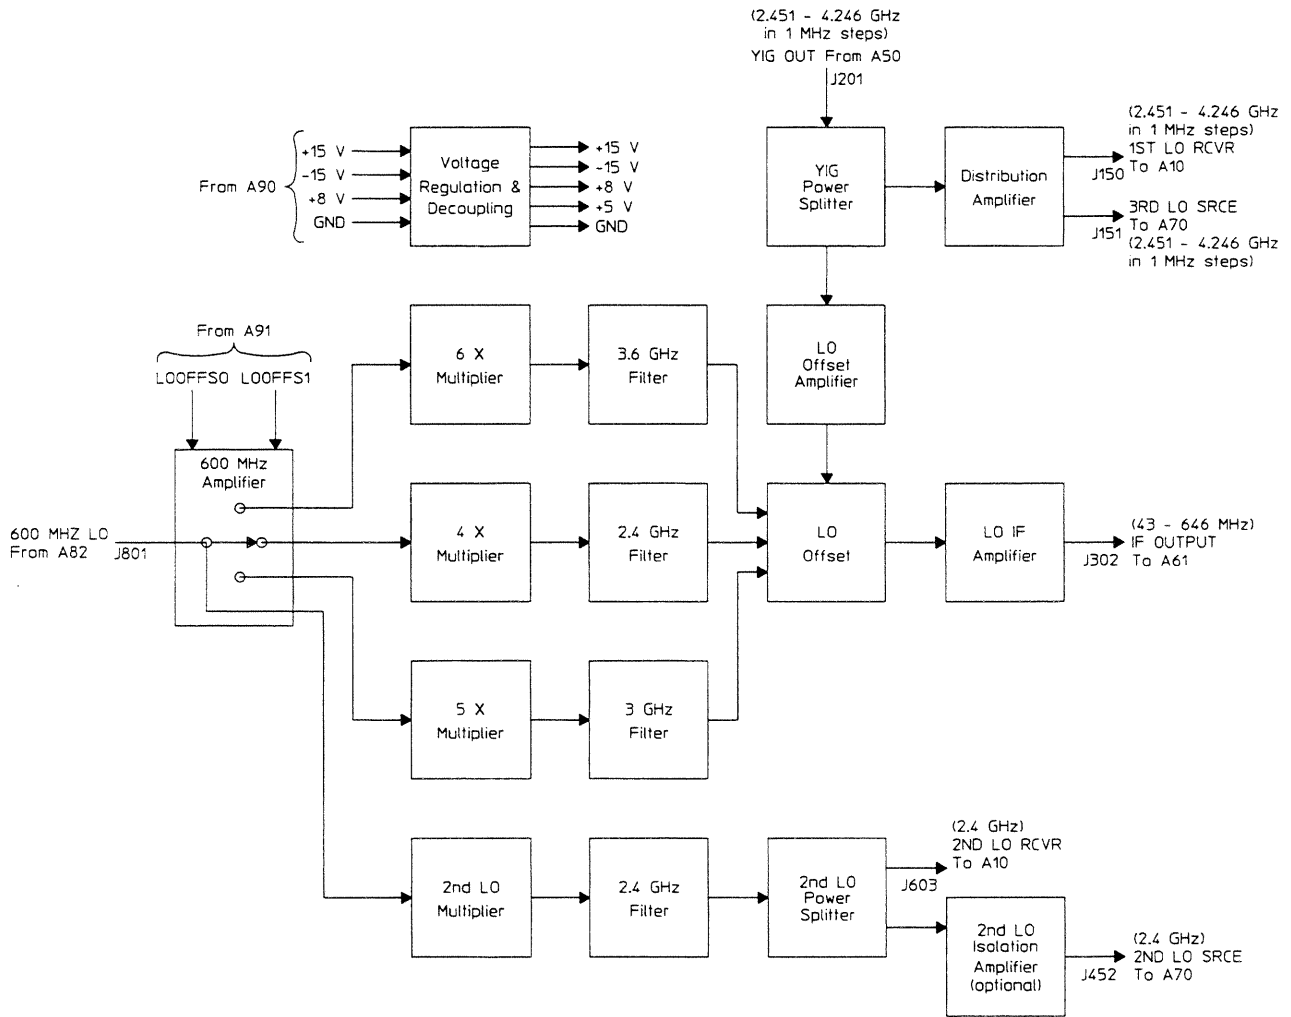 (2.451 - 4.246 GHz
in 1 MHz steps)
YIG OUT From A50
J201
From A90
+15 V
-15 V
+8 V
GND
Voltage
Regulation &
Decoupling
+15 V
-15 V
+8 V
+5 V
GND
YIG
Power
Splitter
Distribution
Amplifier
(2.451 - 4.246 GHz
in 1 MHz steps)
1ST LO RCVR
To A10
J150
3RD LO SRCE
To A70
J151
(2.451 - 4.246 GHz
in 1 MHz steps)
From A91
LOOFFS0 LOOFFS1
600 MHz
Amplifier
600 MHZ LO
From A82
J801
6 X
Multiplier
3.6 GHz
Filter
LO
Offset
Amplifier
4 X
Multiplier
2.4 GHz
Filter
LO
Offset
LO IF
Amplifier
(43 - 646 MHz)
IF OUTPUT
To A61
J302
5 X
Multiplier
3 GHz
Filter
2nd LO
Multiplier
2.4 GHz
Filter
2nd LO
Power
Splitter
(2.4 GHz)
2ND LO RCVR
To A10
J603
2nd LO
Isolation
Amplifier
(optional)
(2.4 GHz)
2ND LO SRCE
To A70
J452